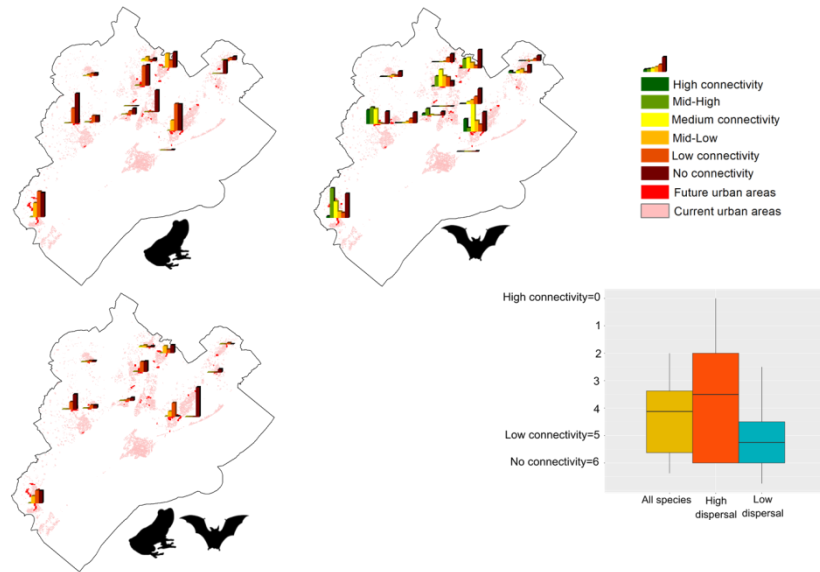 High connectivity
Mid-High
Medium connectivity
Mid-Low
Low connectivity
No connectivity
Future urban areas
Current urban areas
High connectivity=0
1
2
3
4
Low connectivity=5
No connectivity=6
All species
High
dispersal
Low
dispersal